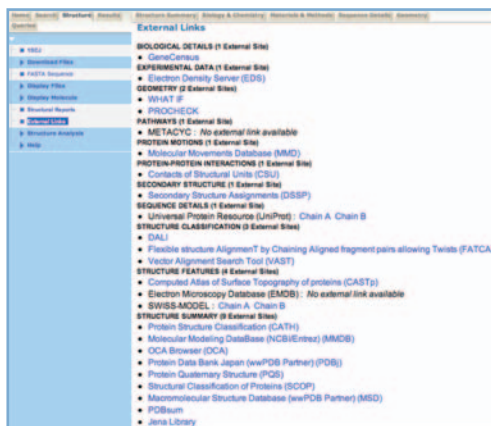 Home Search Structure Results Structure Summary Biology & Chemistry Materials & Methods Sequence Details Geometry
Queries
External Links
Download Files
FASTA Sequence
Display Files
Display Molecule
Structural Reports
External Links
Structure Analysis
Help
BIOLOGICAL DETAILS (1 External Site)
GeneCensus
EXPERIMENTAL DATA (1 External Site)
Electron Density Server (EDS)
GEOMETRY (2 External Sites)
WHAT IF
PROCHECK
PATHWAYS (1 External Site)
METACYC : No external link available
PROTEIN MOTIONS (1 External Site)
Molecular Movements Database (MMD)
PROTEIN-PROTEIN INTERACTIONS (1 External Site)
Contacts of Structural Units (CSU)
SECONDARY STRUCTURE (1 External Site)
Secondary Structure Assignments (DSSP)
SEQUENCE DETAILS (1 External Site)
Universal Protein Resource (UniProt) : Chain A Chain B
STRUCTURE CLASSIFICATION (3 External Sites)
DALI
Flexible structure AlignmenT by Chaining Aligned fragment pairs allowing Twists (FATCA
Vector Alignment Search Tool (VAST)
STRUCTURE FEATURES (4 External Sites)
Computed Atlas of Surface Topography of proteins (CASTp)
Electron Microscopy Database (EMDB) : No external link available
SWISS-MODEL : Chain A Chain B
STRUCTURE SUMMARY (9 External Sites)
Protein Structure Classification (CATH)
Molecular Modeling DataBase (NCBI/Entrez) (MMDB)
OCA Browser (OCA)
Protein Data Bank Japan (wwPDB Partner) (PDBj)
Protein Quaternary Structure (PQS)
Structural Classification of Proteins (SCOP)
Macromolecular Structure Database (wwPDB Partner) (MSD)
PDBsum
Jena Library